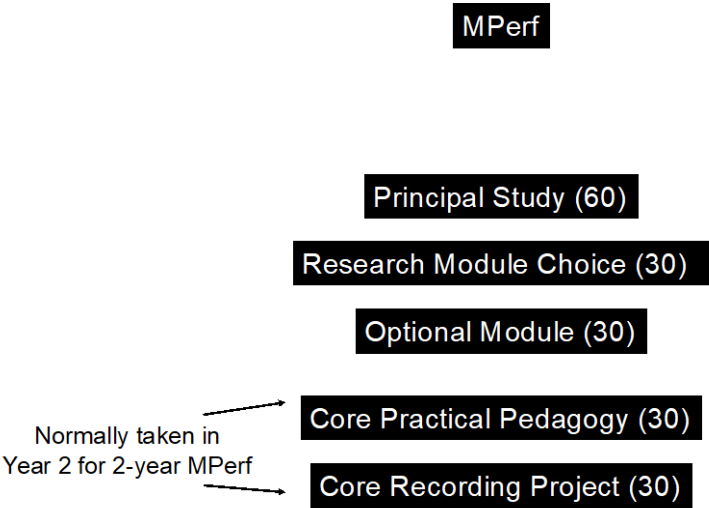 MPerf
Principal Study (60)
Research Module Choice (30)
Optional Module (30)
Core Practical Pedagogy (30)
Normally taken in
Year 2 for 2-year MPerf
Core Recording Project (30)